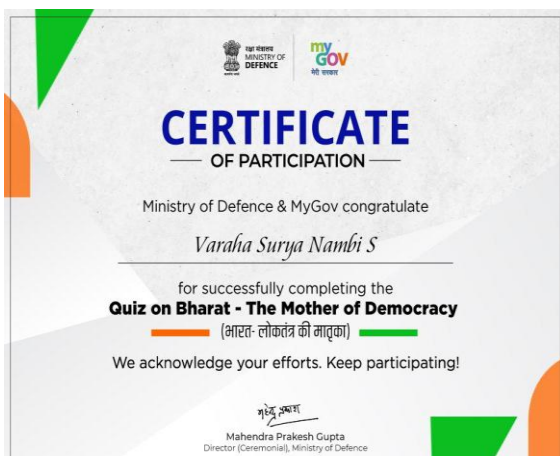 रक्षा मंत्रालय
MINISTRY OF
DEFENCE
my
GOV
मेरी सरकार
CERTIFICATE
OF PARTICIPATION
Ministry of Defence & MyGov congratulate
Varaha Surya Nambi S
for successfully completing the
Quiz on Bharat - The Mother of Democracy
(भारत- लोकतंत्र की मातृका)
We acknowledge your efforts. Keep participating!
Mahendra Prakesh Gupta
Director (Ceremonial), Ministry of Defence